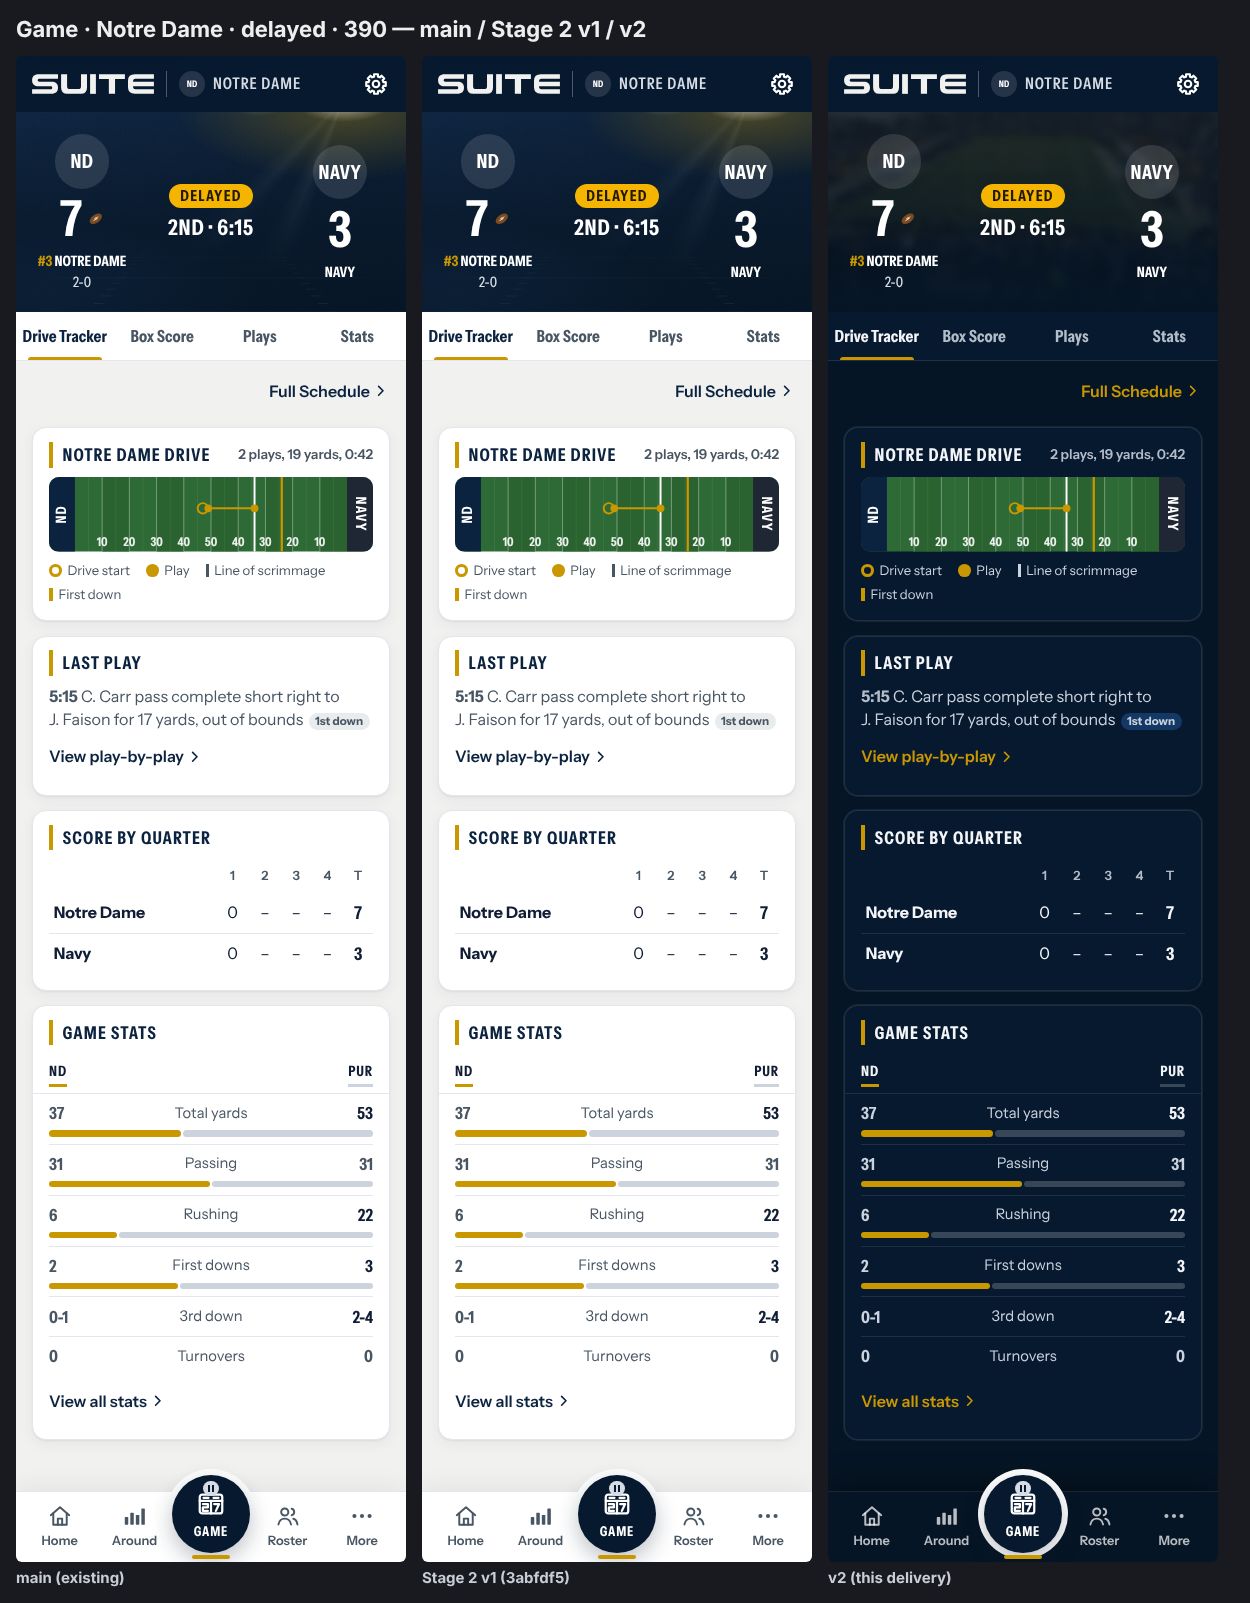 Game · Notre Dame · delayed · 390 — main / Stage 2 v1 / v2
SUITE ND NOTRE DAME
ND
NAVY
DELAYED
7
3
2ND · 6:15
#3 NOTRE DAME
NAVY
2-0
Drive Tracker Box Score Plays Stats
Full Schedule
NOTRE DAME DRIVE 2 plays, 19 yards, 0:42
ND
NAVY
10 20 30 40 50 40 30 20 10
Drive start Play Line of scrimmage
First down
LAST PLAY
5:15 C. Carr pass complete short right to
J. Faison for 17 yards, out of bounds 1st down
View play-by-play
SCORE BY QUARTER
1 2 3 4 T
Notre Dame 0 – – – 7
Navy 0 – – – 3
GAME STATS
ND PUR
37 Total yards 53
31 Passing 31
6 Rushing 22
2 First downs 3
0-1 3rd down 2-4
0 Turnovers 0
View all stats
27
Home Around GAME Roster More
main (existing)
SUITE ND NOTRE DAME
ND
NAVY
DELAYED
7
3
2ND · 6:15
#3 NOTRE DAME
NAVY
2-0
Drive Tracker Box Score Plays Stats
Full Schedule
NOTRE DAME DRIVE 2 plays, 19 yards, 0:42
ND
NAVY
10 20 30 40 50 40 30 20 10
Drive start Play Line of scrimmage
First down
LAST PLAY
5:15 C. Carr pass complete short right to
J. Faison for 17 yards, out of bounds 1st down
View play-by-play
SCORE BY QUARTER
1 2 3 4 T
Notre Dame 0 – – – 7
Navy 0 – – – 3
GAME STATS
ND PUR
37 Total yards 53
31 Passing 31
6 Rushing 22
2 First downs 3
0-1 3rd down 2-4
0 Turnovers 0
View all stats
27
Home Around GAME Roster More
Stage 2 v1 (3abfdf5)
SUITE ND NOTRE DAME
ND
NAVY
DELAYED
7
3
2ND · 6:15
#3 NOTRE DAME
NAVY
2-0
Drive Tracker Box Score Plays Stats
Full Schedule
NOTRE DAME DRIVE 2 plays, 19 yards, 0:42
ND
NAVY
10 20 30 40 50 40 30 20 10
Drive start Play Line of scrimmage
First down
LAST PLAY
5:15 C. Carr pass complete short right to
J. Faison for 17 yards, out of bounds 1st down
View play-by-play
SCORE BY QUARTER
1 2 3 4 T
Notre Dame 0 – – – 7
Navy 0 – – – 3
GAME STATS
ND PUR
37 Total yards 53
31 Passing 31
6 Rushing 22
2 First downs 3
0-1 3rd down 2-4
0 Turnovers 0
View all stats
27
Home Around GAME Roster More
v2 (this delivery)